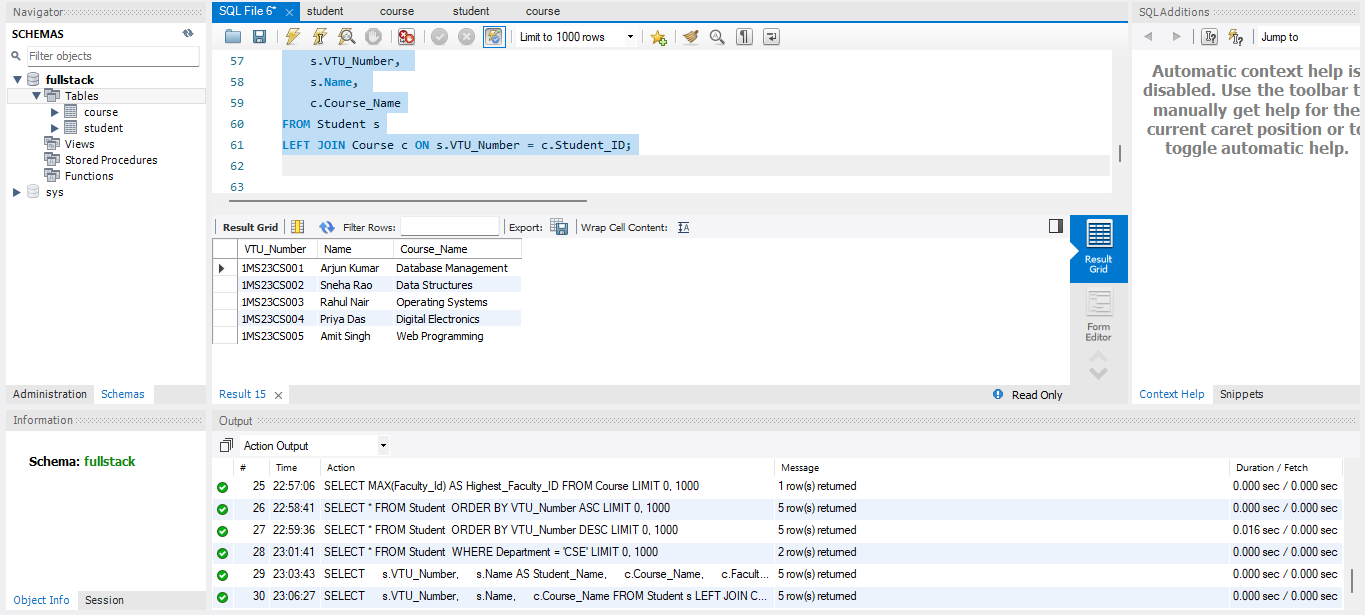 Navigator
SCHEMAS
Filter objects
fullstack
Tables
course
student
Views
Stored Procedures
Functions
sys
Administration Schemas
Information
Schema: fullstack
Object Info Session
SQL File 6* student course student course
Limit to 1000 rows
57 s.VTU_Number,
58 s.Name,
59 c.Course_Name
60 FROM Student s
61 LEFT JOIN Course c ON s.VTU_Number = c.Student_ID;
62
63
Result Grid Filter Rows: Export: Wrap Cell Content: IA
VTU_Number Name Course_Name
1MS23CS001 Arjun Kumar Database Management
1MS23CS002 Sneha Rao Data Structures
1MS23CS003 Rahul Nair Operating Systems
1MS23CS004 Priya Das Digital Electronics
1MS23CS005 Amit Singh Web Programming
Result
Grid
Form
Editor
Result 15 Read Only
Output
Action Output
# Time Action Message Duration / Fetch
25 22:57:06 SELECT MAX(Faculty_Id) AS Highest_Faculty_ID FROM Course LIMIT 0, 1000 1 row(s) returned 0.000 sec / 0.000 sec
26 22:58:41 SELECT * FROM Student ORDER BY VTU_Number ASC LIMIT 0, 1000 5 row(s) returned 0.000 sec / 0.000 sec
27 22:59:36 SELECT * FROM Student ORDER BY VTU_Number DESC LIMIT 0, 1000 5 row(s) returned 0.016 sec / 0.000 sec
28 23:01:41 SELECT * FROM Student WHERE Department = 'CSE' LIMIT 0, 1000 2 row(s) returned 0.000 sec / 0.000 sec
29 23:03:43 SELECT s.VTU_Number, s.Name AS Student_Name, c.Course_Name, c.Facult... 5 row(s) returned 0.000 sec / 0.000 sec
30 23:06:27 SELECT s.VTU_Number, s.Name, c.Course_Name FROM Student s LEFT JOIN C... 5 row(s) returned 0.000 sec / 0.000 sec
SQLAdditions
Jump to
Automatic context help is
disabled. Use the toolbar t
manually get help for the
current caret position or to
toggle automatic help.
Context Help Snippets